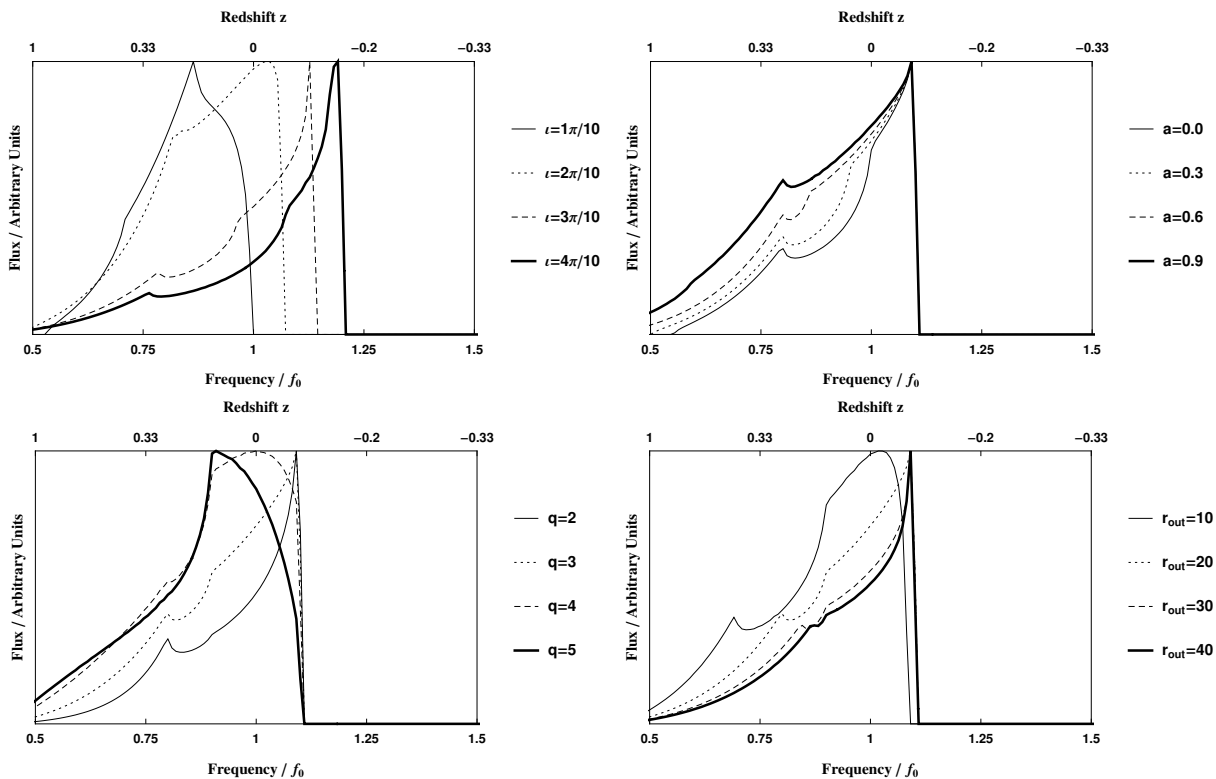 Redshift z
1 0.33 0 −0.2 −0.33
Flux / Arbitrary Units
0.5 0.75 1 1.25 1.5
Frequency / f₀
ι=1π/10
ι=2π/10
ι=3π/10
ι=4π/10
Redshift z
1 0.33 0 −0.2 −0.33
Flux / Arbitrary Units
0.5 0.75 1 1.25 1.5
Frequency / f₀
a=0.0
a=0.3
a=0.6
a=0.9
Redshift z
1 0.33 0 −0.2 −0.33
Flux / Arbitrary Units
0.5 0.75 1 1.25 1.5
Frequency / f₀
q=2
q=3
q=4
q=5
Redshift z
1 0.33 0 −0.2 −0.33
Flux / Arbitrary Units
0.5 0.75 1 1.25 1.5
Frequency / f₀
rₒᵤₜ=10
rₒᵤₜ=20
rₒᵤₜ=30
rₒᵤₜ=40